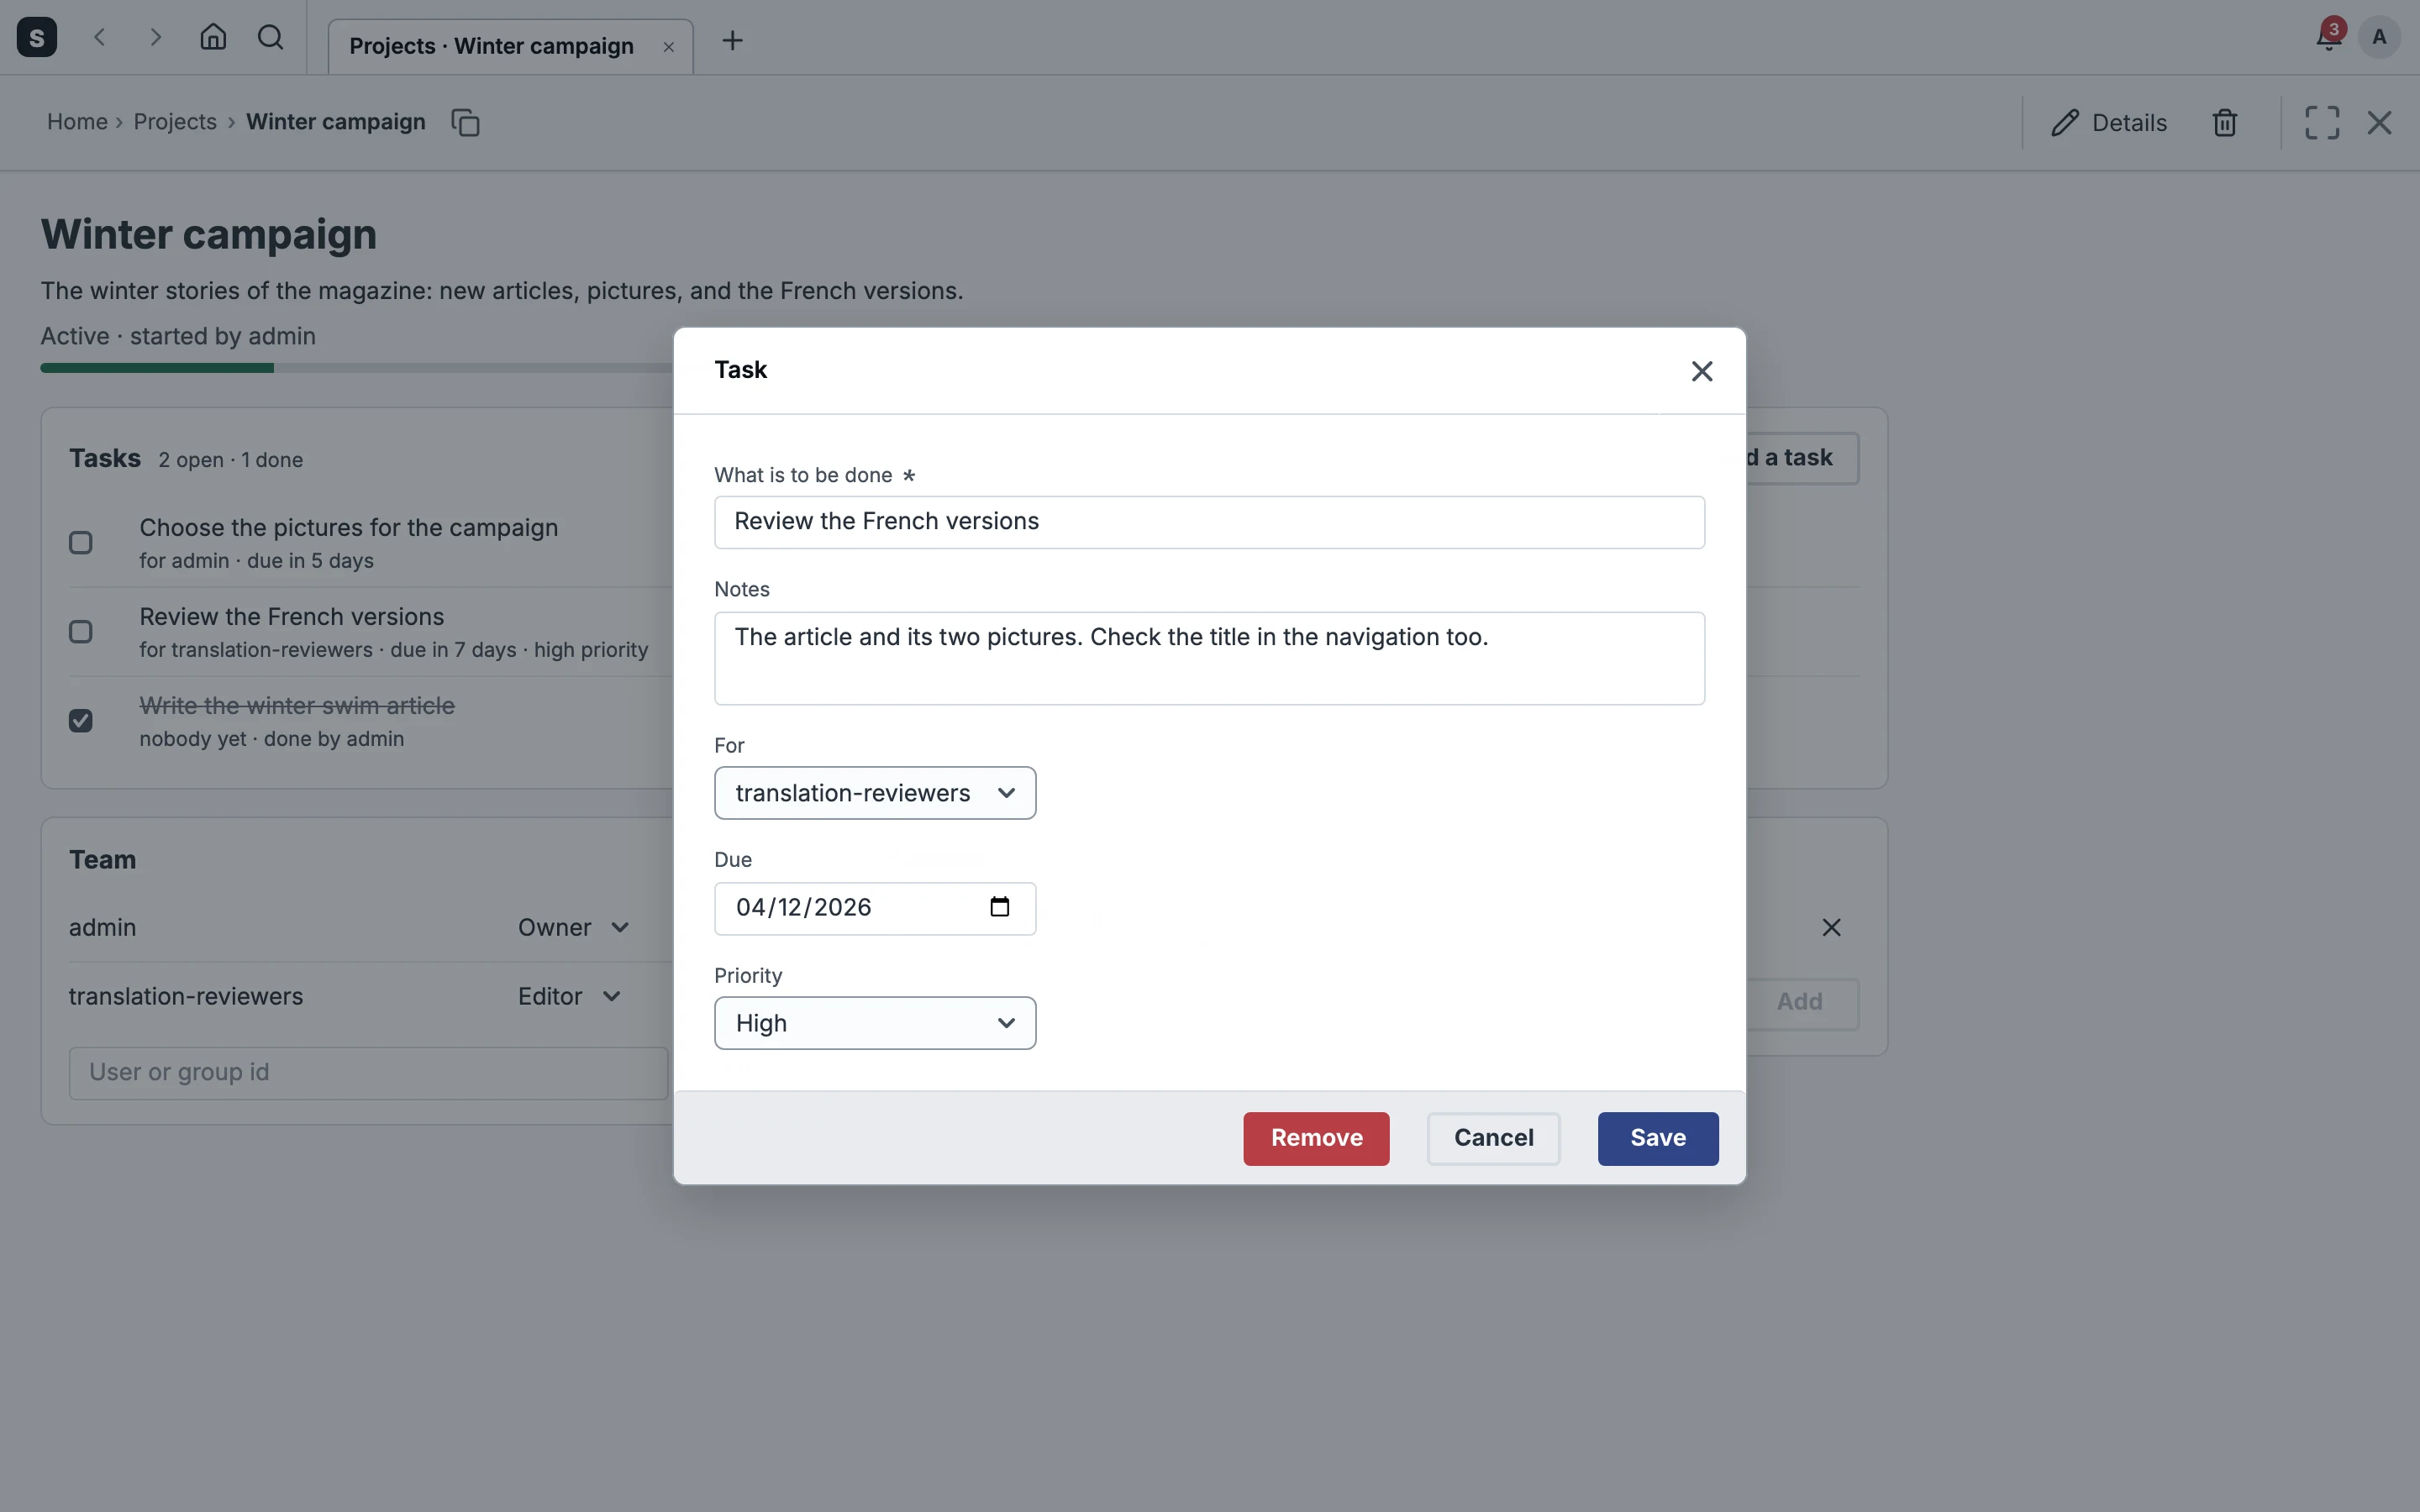 S
Projects · Winter campaign
3
A
Home › Projects › Winter campaign
Details
Winter campaign
The winter stories of the magazine: new articles, pictures, and the French versions.
Active · started by admin
Tasks 2 open · 1 done
d a task
Choose the pictures for the campaign
for admin · due in 5 days
Review the French versions
for translation-reviewers · due in 7 days · high priority
Write the winter swim article
nobody yet · done by admin
Team
admin Owner
translation-reviewers Editor
User or group id
Add
Task
What is to be done *
Review the French versions
Notes
The article and its two pictures. Check the title in the navigation too.
For
translation-reviewers
Due
04/12/2026
Priority
High
Remove Cancel Save